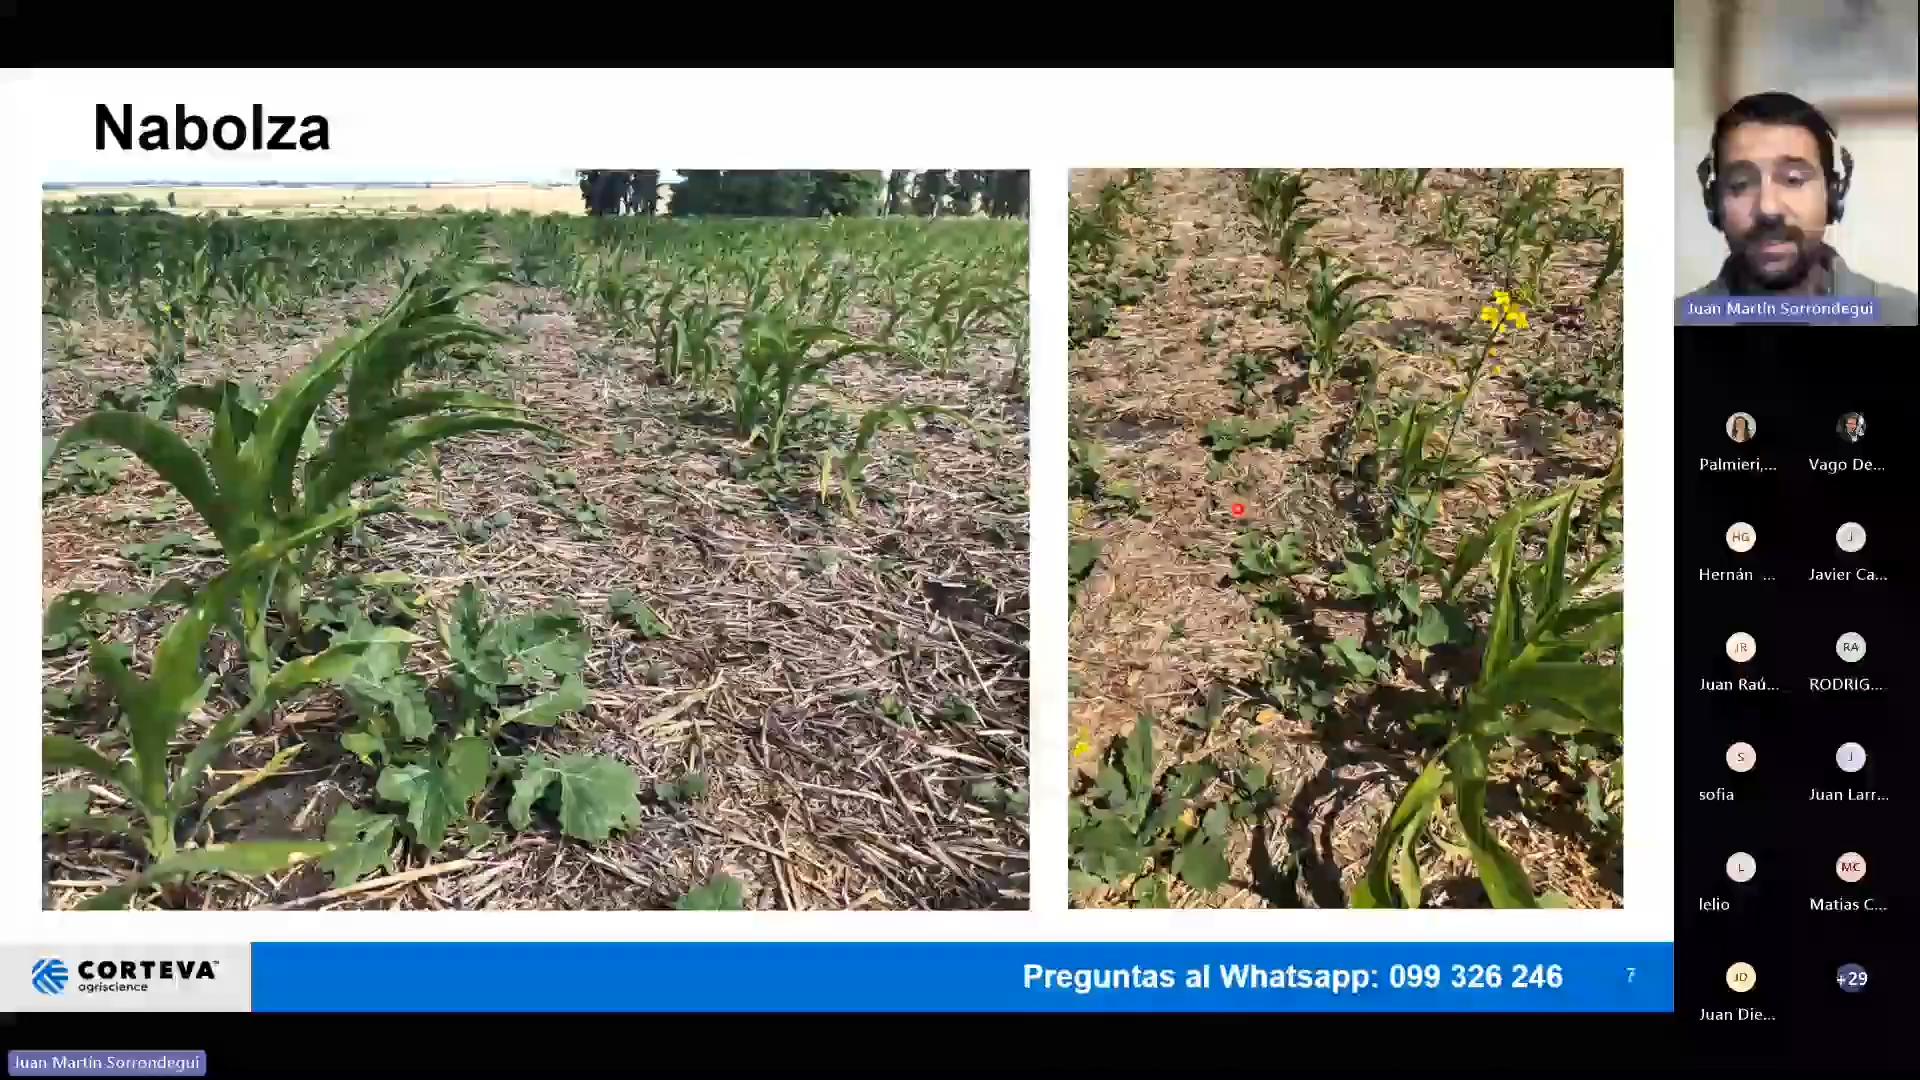 Nabolza
Juan Martín Sorrondegui
Palmieri,...
Vago De...
HG
J
Hernán ...
Javier Ca...
JR
RA
Juan Raú...
RODRIG...
S
J
sofia
Juan Larr...
L
MC
lelio
Matias C...
CORTEVA™
agriscience
Preguntas al Whatsapp: 099 326 246
7
JD
+29
Juan Die...
Juan Martín Sorrondegui